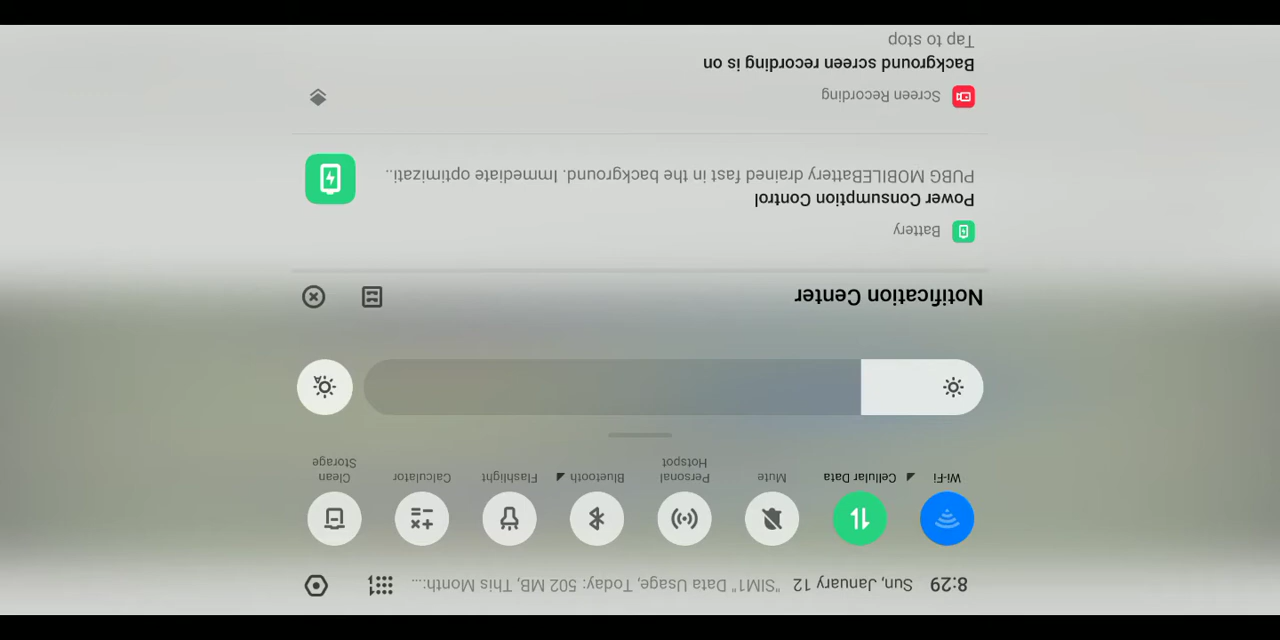 8:29 Sun, January 12 "SIM1" Data Usage, Today: 502 MB, This Month:...
Wi-Fi
Cellular Data
Mute
Personal
Hotspot
Bluetooth
Flashlight
Calculator
Clean
Storage
Notification Center
Battery
Power Consumption Control
PUBG MOBILEBattery drained fast in the background. Immediate optimizati..
Screen Recording
Background screen recording is on
Tap to stop